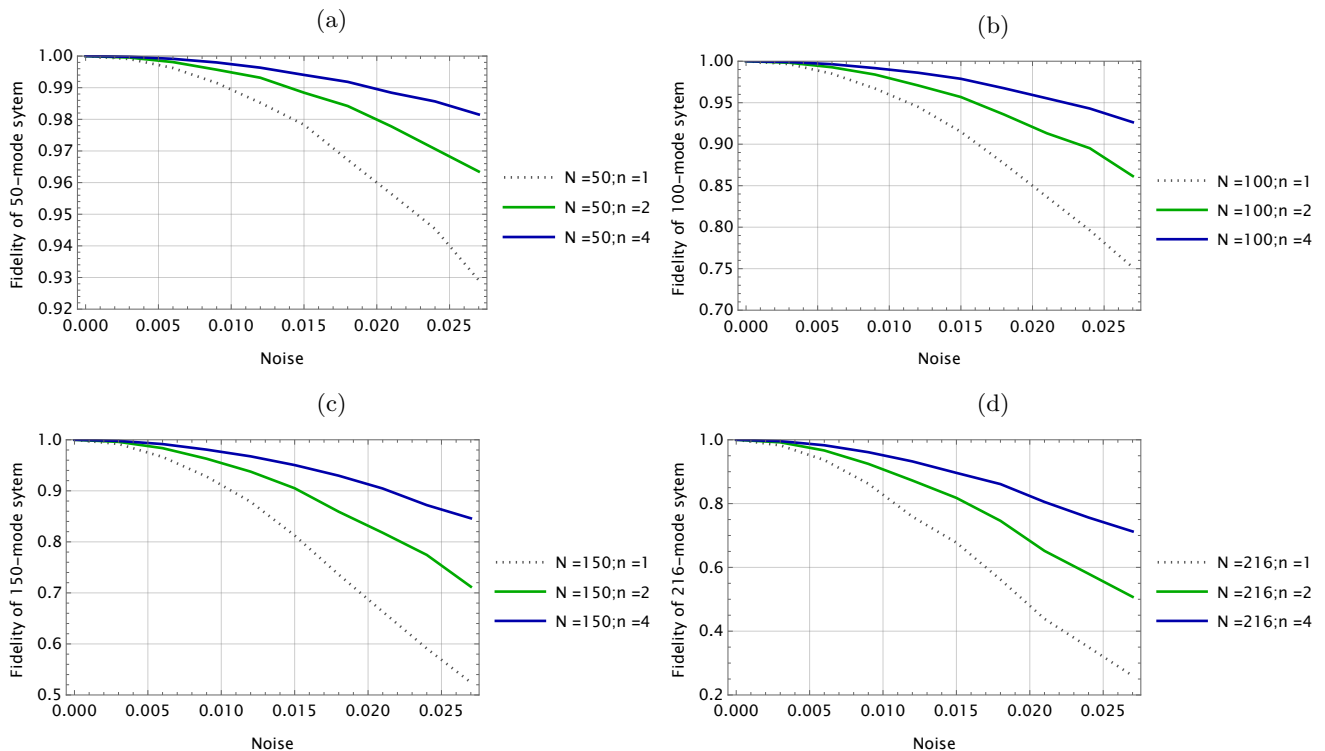 (a)
1.00
0.99
0.98
0.97
0.96
0.95
0.94
0.93
0.92
Fidelity of 50-mode sytem
0.000 0.005 0.010 0.015 0.020 0.025
Noise
N =50;n =1
N =50;n =2
N =50;n =4
(b)
1.00
0.95
0.90
0.85
0.80
0.75
0.70
Fidelity of 100-mode sytem
0.000 0.005 0.010 0.015 0.020 0.025
Noise
N =100;n =1
N =100;n =2
N =100;n =4
(c)
1.0
0.9
0.8
0.7
0.6
0.5
Fidelity of 150-mode sytem
0.000 0.005 0.010 0.015 0.020 0.025
Noise
N =150;n =1
N =150;n =2
N =150;n =4
(d)
1.0
0.8
0.6
0.4
0.2
Fidelity of 216-mode sytem
0.000 0.005 0.010 0.015 0.020 0.025
Noise
N =216;n =1
N =216;n =2
N =216;n =4